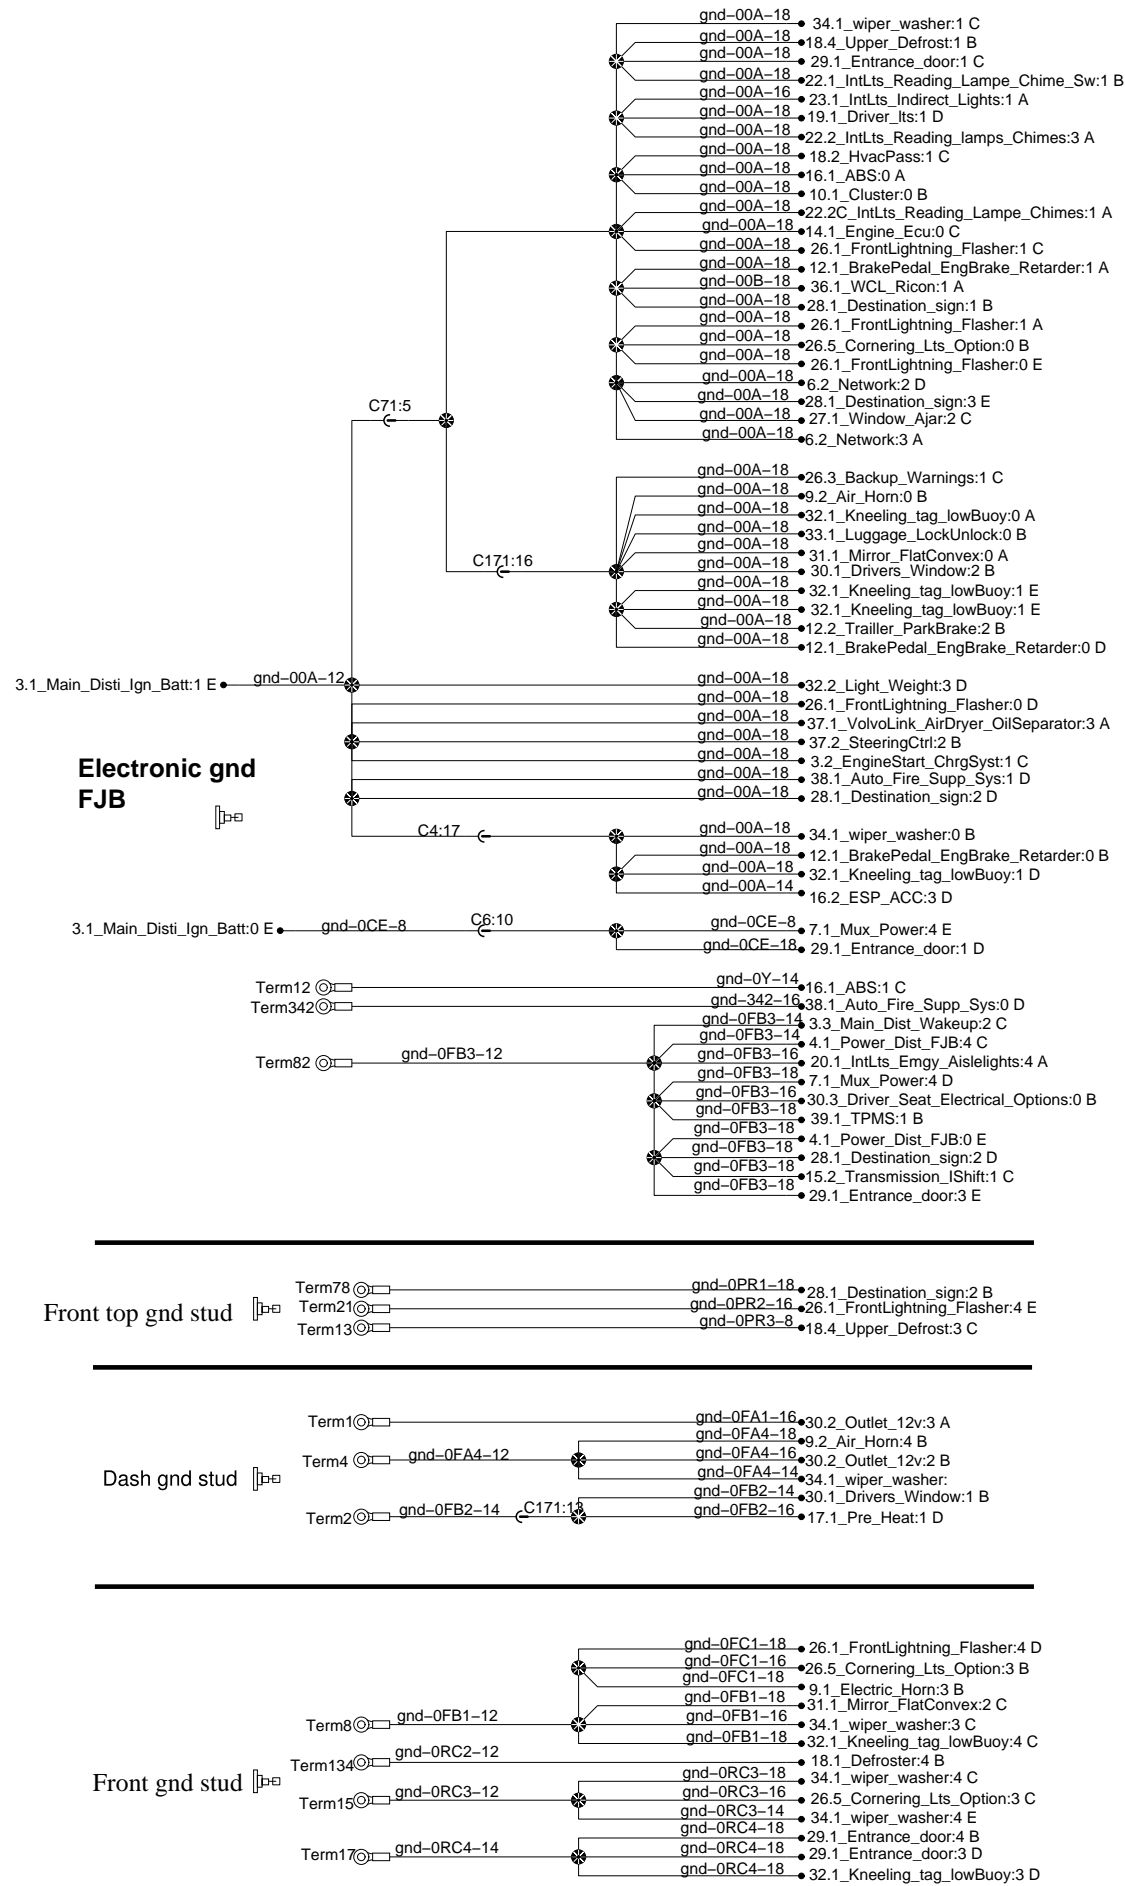 gnd-00A-18 34.1_wiper_washer:1 C
gnd-00A-18 18.4_Upper_Defrost:1 B
gnd-00A-18 29.1_Entrance_door:1 C
gnd-00A-18 22.1_IntLts_Reading_Lampe_Chime_Sw:1 B
gnd-00A-16 23.1_IntLts_Indirect_Lights:1 A
gnd-00A-18 19.1_Driver_lts:1 D
gnd-00A-18 22.2_IntLts_Reading_lamps_Chimes:3 A
gnd-00A-18 18.2_HvacPass:1 C
gnd-00A-18 16.1_ABS:0 A
gnd-00A-18 10.1_Cluster:0 B
gnd-00A-18 22.2C_IntLts_Reading_Lampe_Chimes:1 A
gnd-00A-18 14.1_Engine_Ecu:0 C
gnd-00A-18 26.1_FrontLightning_Flasher:1 C
gnd-00A-18 12.1_BrakePedal_EngBrake_Retarder:1 A
gnd-00B-18 36.1_WCL_Ricon:1 A
gnd-00A-18 28.1_Destination_sign:1 B
gnd-00A-18 26.1_FrontLightning_Flasher:1 A
gnd-00A-18 26.5_Cornering_Lts_Option:0 B
gnd-00A-18 26.1_FrontLightning_Flasher:0 E
gnd-00A-18 6.2_Network:2 D
gnd-00A-18 28.1_Destination_sign:3 E
C71:5
gnd-00A-18 27.1_Window_Ajar:2 C
gnd-00A-18 6.2_Network:3 A
gnd-00A-18 26.3_Backup_Warnings:1 C
gnd-00A-18 9.2_Air_Horn:0 B
gnd-00A-18 32.1_Kneeling_tag_lowBuoy:0 A
gnd-00A-18 33.1_Luggage_LockUnlock:0 B
gnd-00A-18 31.1_Mirror_FlatConvex:0 A
C171:16
gnd-00A-18 30.1_Drivers_Window:2 B
gnd-00A-18 32.1_Kneeling_tag_lowBuoy:1 E
gnd-00A-18 32.1_Kneeling_tag_lowBuoy:1 E
gnd-00A-18 12.2_Trailler_ParkBrake:2 B
gnd-00A-18 12.1_BrakePedal_EngBrake_Retarder:0 D
3.1_Main_Disti_Ign_Batt:1 E gnd-00A-12 gnd-00A-18 32.2_Light_Weight:3 D
gnd-00A-18 26.1_FrontLightning_Flasher:0 D
gnd-00A-18 37.1_VolvoLink_AirDryer_OilSeparator:3 A
gnd-00A-18 37.2_SteeringCtrl:2 B
gnd-00A-18 3.2_EngineStart_ChrgSyst:1 C
Electronic gnd
FJB
gnd-00A-18 38.1_Auto_Fire_Supp_Sys:1 D
gnd-00A-18 28.1_Destination_sign:2 D
C4:17 gnd-00A-18 34.1_wiper_washer:0 B
gnd-00A-18 12.1_BrakePedal_EngBrake_Retarder:0 B
gnd-00A-18 32.1_Kneeling_tag_lowBuoy:1 D
gnd-00A-14 16.2_ESP_ACC:3 D
3.1_Main_Disti_Ign_Batt:0 E gnd-0CE-8 C6:10 gnd-0CE-8 7.1_Mux_Power:4 E
gnd-0CE-18 29.1_Entrance_door:1 D
Term12 gnd-0Y-14 16.1_ABS:1 C
Term342 gnd-342-16 38.1_Auto_Fire_Supp_Sys:0 D
gnd-0FB3-14 3.3_Main_Dist_Wakeup:2 C
gnd-0FB3-14 4.1_Power_Dist_FJB:4 C
Term82 gnd-0FB3-12 gnd-0FB3-16 20.1_IntLts_Emgy_Aislelights:4 A
gnd-0FB3-18 7.1_Mux_Power:4 D
gnd-0FB3-16 30.3_Driver_Seat_Electrical_Options:0 B
gnd-0FB3-18 39.1_TPMS:1 B
gnd-0FB3-18 4.1_Power_Dist_FJB:0 E
gnd-0FB3-18 28.1_Destination_sign:2 D
gnd-0FB3-18 15.2_Transmission_IShift:1 C
gnd-0FB3-18 29.1_Entrance_door:3 E
Front top gnd stud
Term78 gnd-0PR1-18 28.1_Destination_sign:2 B
Term21 gnd-0PR2-16 26.1_FrontLightning_Flasher:4 E
Term13 gnd-0PR3-8 18.4_Upper_Defrost:3 C
Dash gnd stud
Term1 gnd-0FA1-16 30.2_Outlet_12v:3 A
gnd-0FA4-18 9.2_Air_Horn:4 B
Term4 gnd-0FA4-12 gnd-0FA4-16 30.2_Outlet_12v:2 B
gnd-0FA4-14 34.1_wiper_washer:
gnd-0FB2-14 30.1_Drivers_Window:1 B
Term2 gnd-0FB2-14 C171:13 gnd-0FB2-16 17.1_Pre_Heat:1 D
Front gnd stud
gnd-0FC1-18 26.1_FrontLightning_Flasher:4 D
gnd-0FC1-16 26.5_Cornering_Lts_Option:3 B
gnd-0FC1-18 9.1_Electric_Horn:3 B
gnd-0FB1-18 31.1_Mirror_FlatConvex:2 C
Term8 gnd-0FB1-12 gnd-0FB1-16 34.1_wiper_washer:3 C
gnd-0FB1-18 32.1_Kneeling_tag_lowBuoy:4 C
Term134 gnd-0RC2-12 18.1_Defroster:4 B
gnd-0RC3-18 34.1_wiper_washer:4 C
Term15 gnd-0RC3-12 gnd-0RC3-16 26.5_Cornering_Lts_Option:3 C
gnd-0RC3-14 34.1_wiper_washer:4 E
gnd-0RC4-18 29.1_Entrance_door:4 B
Term17 gnd-0RC4-14 gnd-0RC4-18 29.1_Entrance_door:3 D
gnd-0RC4-18 32.1_Kneeling_tag_lowBuoy:3 D